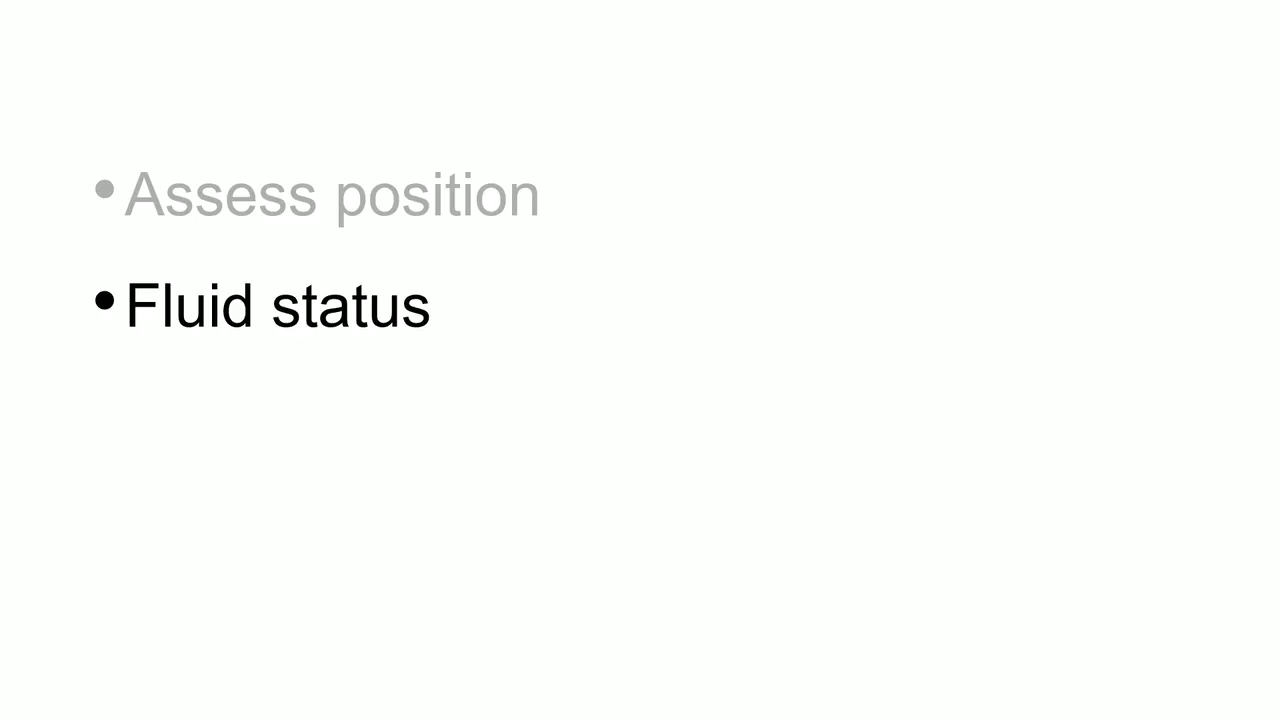 • Assess position
• Fluid status